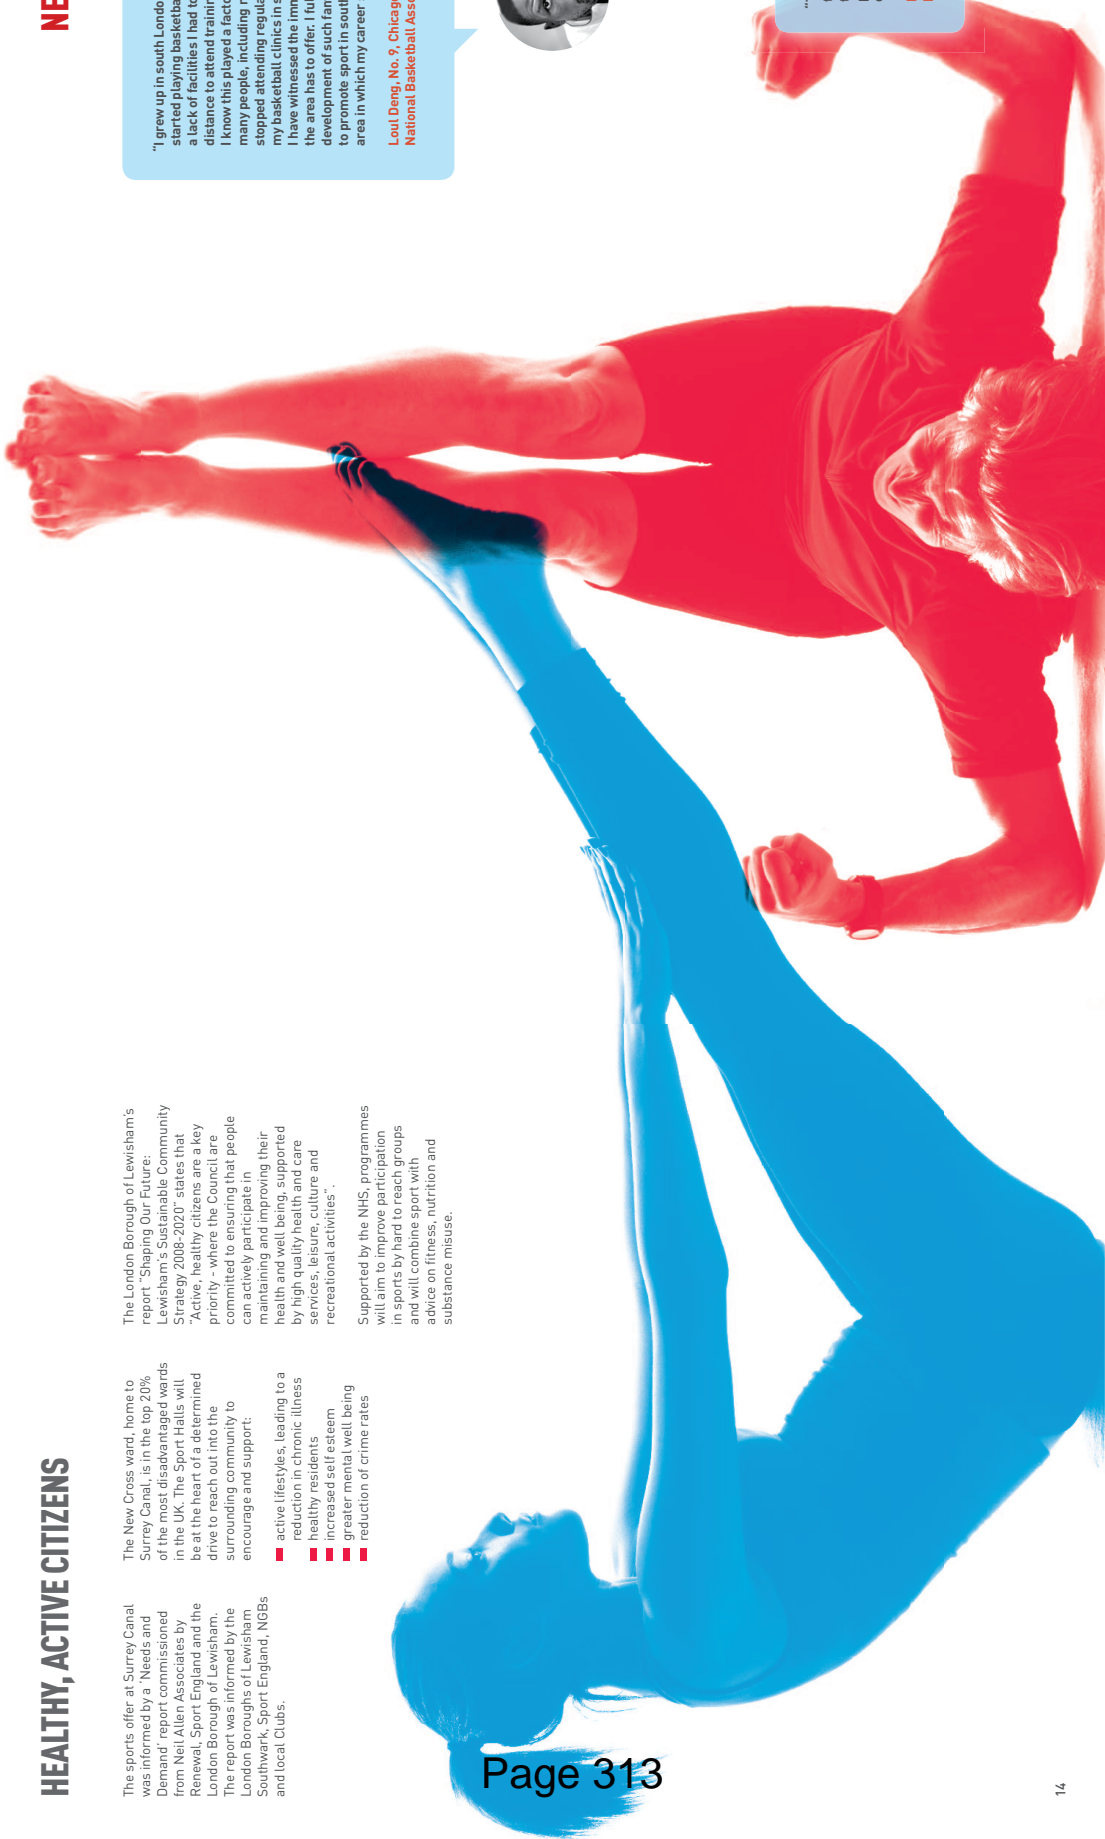 HEALTHY, ACTIVE CITIZENS
The sports offer at Surrey Canal
was informed by a ‘Needs and
Demand’ report commisioned
from Neil Allen Associates by
Renewal, Sport England and the
London Borough of Lewisham.
The report was informed by the
London Boroughs of Lewisham
Southwark, Sport England, NGBs
and local Clubs.
The New Cross ward, home to
Surrey Canal, is in the top 20%
of the most disadvantaged wards
in the UK. The Sport Halls will
be at the heart of a determined
drive to reach out into the
surrounding community to
encourage and support:
active lifestyles, leading to a
reduction in chronic illness
healthy residents
increased self esteem
greater mental well being
reduction of crime rates
The London Borough of Lewisham’s
report “Shaping Our Future:
Lewisham’s Sustainable Community
Strategy 2008-2020” states that
“Active, healthy citizens are a key
priority - where the Council are
committed to ensuring that people
can actively participate in
maintaining and improving their
health and well being, supported
by high quality health and care
services, leisure, culture and
recreational activities”.
Supported by the NHS, programmes
will aim to improve participation
in sports by hard to reach groups
and will combine sport with
advice on fitness, nutrition and
substance misuse.
NE
“I grew up in south Londo
started playing basketba
a lack of facilities I had to
distance to attend trainin
I know this played a facto
many people, including
stopped attending regula
my basketball clinics in s
I have witnessed the imm
the area has to offer. I ful
development of such fan
to promote sport in south
area in which my career
Loul Deng, No. 9, Chicago
National Basketball Asso
14
Page 313